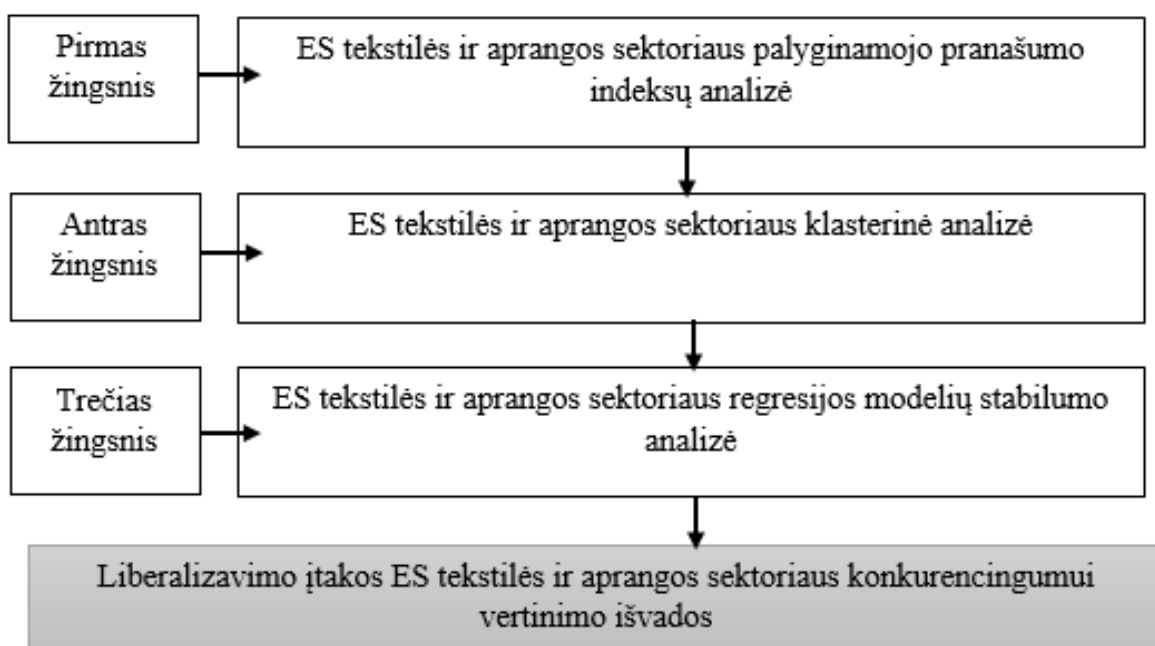 Pirmas
žingsnis
ES tekstilės ir aprangos sektoriaus palyginamojo pranašumo
indeksų analizė
Antras
žingsnis
ES tekstilės ir aprangos sektoriaus klasterinė analizė
Trečias
žingsnis
ES tekstilės ir aprangos sektoriaus regresijos modelių stabilumo
analizė
Liberalizavimo įtakos ES tekstilės ir aprangos sektoriaus konkurencingumui
vertinimo išvados